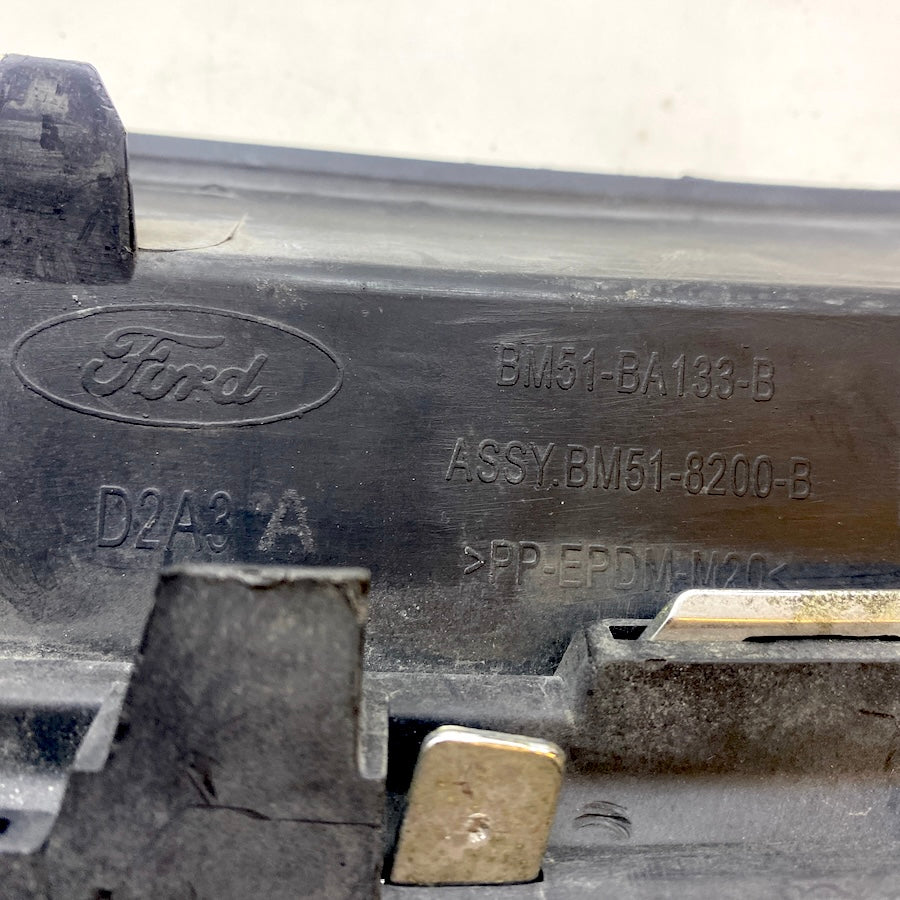 Ford
BM51-BA133-B
ASSY.BM51-8200-B
D2A3 A
>PP-EPDM-M20<